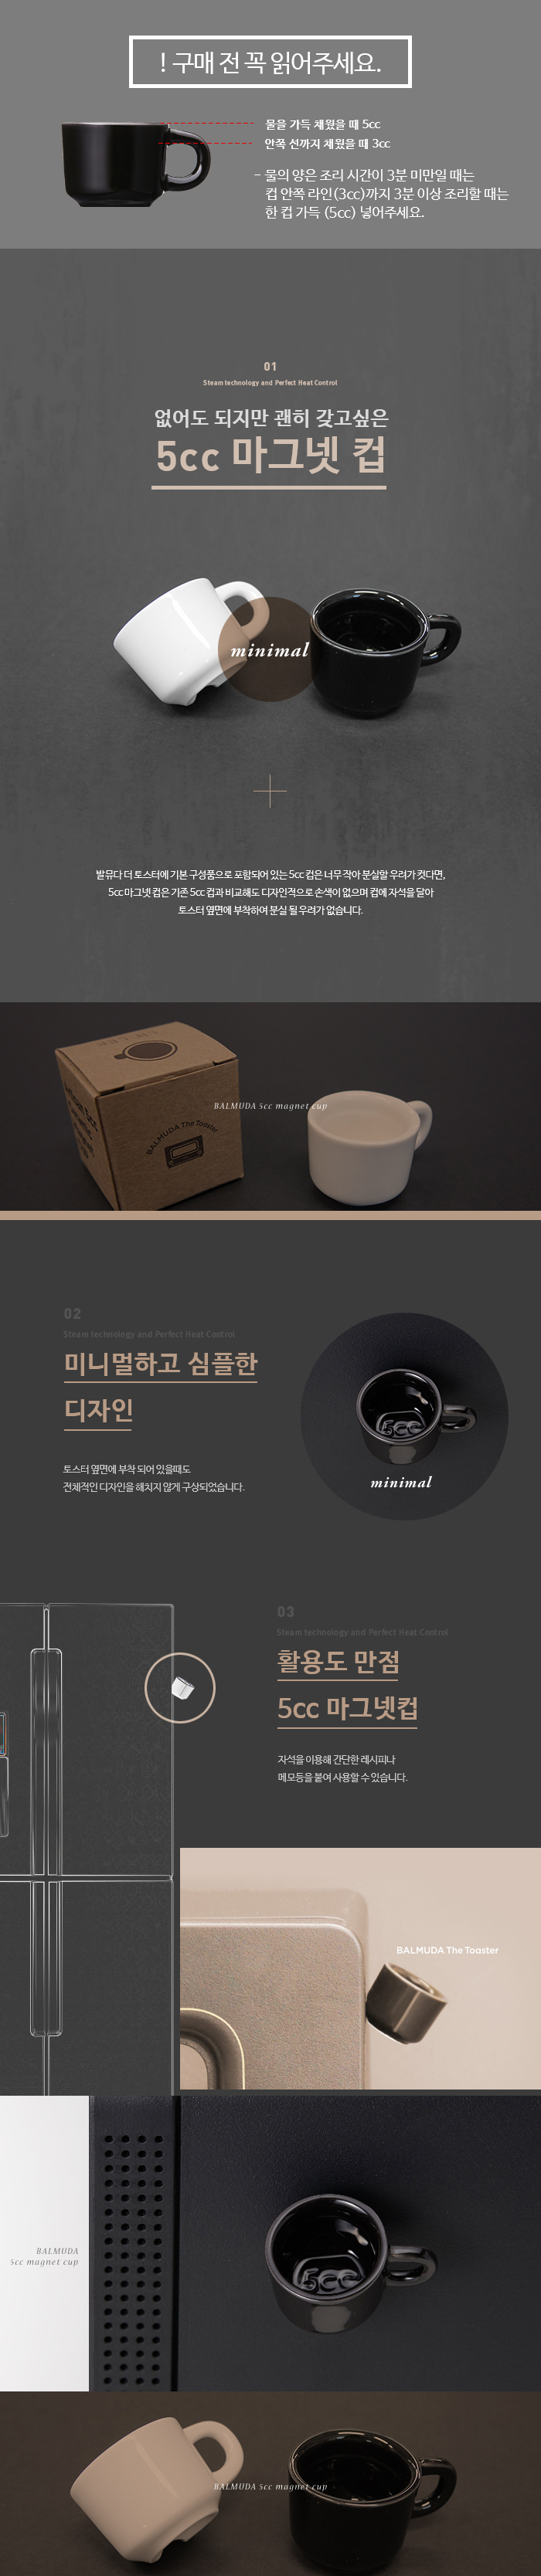 ! 구매 전 꼭 읽어주세요.
물을 가득 채웠을 때 5cc
안쪽 선까지 채웠을 때 3cc
- 물의 양은 조리 시간이 3분 미만일 때는
컵 안쪽 라인(3cc)까지 3분 이상 조리할 때는
한 컵 가득 (5cc) 넣어주세요.
01
Steam technology and Perfect Heat Control
없어도 되지만 괜히 갖고싶은
5cc 마그넷 컵
minimal
발뮤다 더 토스터에 기본 구성품으로 포함되어 있는 5cc 컵은 너무 작아 분실할 우려가 컷다면,
5cc 마그넷 컵은 기존 5cc 컵과 비교해도 디자인적으로 손색이 없으며 컵에 자석을 달아
토스터 옆면에 부착하여 분실 될 우려가 없습니다.
BALMUDA The Toaster
BALMUDA 5cc magnet cup
02
Steam technology and Perfect Heat Control
미니멀하고 심플한
디자인
토스터 옆면에 부착 되어 있을때도
전체적인 디자인을 해치지 않게 구상되었습니다.
5cc
minimal
03
Steam technology and Perfect Heat Control
활용도 만점
5cc 마그넷컵
자석을 이용해 간단한 레시피나
메모등을 붙여 사용할 수 있습니다.
BALMUDA The Toaster
BALMUDA
5cc magnet cup
5cc
BALMUDA 5cc magnet cup